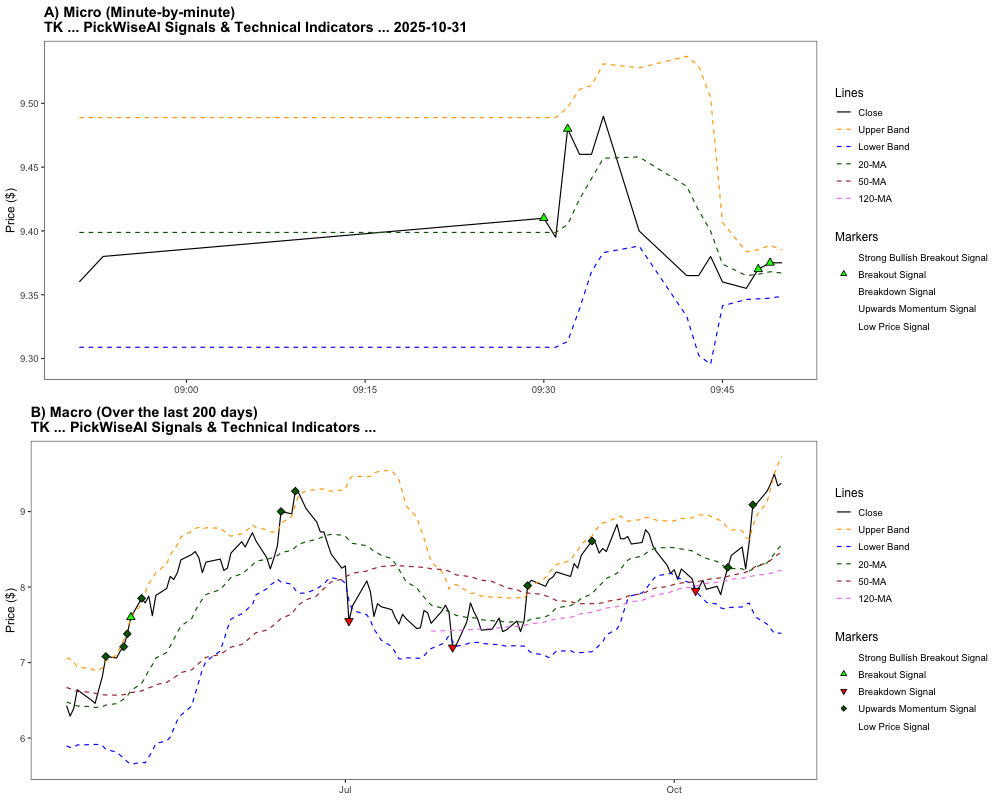 A) Micro (Minute-by-minute)
TK ... PickWiseAI Signals & Technical Indicators ... 2025-10-31
Price ($)
9.50
9.45
9.40
9.35
9.30
09:00
09:15
09:30
09:45
Lines
Close
Upper Band
Lower Band
20-MA
50-MA
120-MA
Markers
Strong Bullish Breakout Signal
Breakout Signal
Breakdown Signal
Upwards Momentum Signal
Low Price Signal
B) Macro (Over the last 200 days)
TK ... PickWiseAI Signals & Technical Indicators ...
Price ($)
9
8
7
6
Jul
Oct
Lines
Close
Upper Band
Lower Band
20-MA
50-MA
120-MA
Markers
Strong Bullish Breakout Signal
Breakout Signal
Breakdown Signal
Upwards Momentum Signal
Low Price Signal